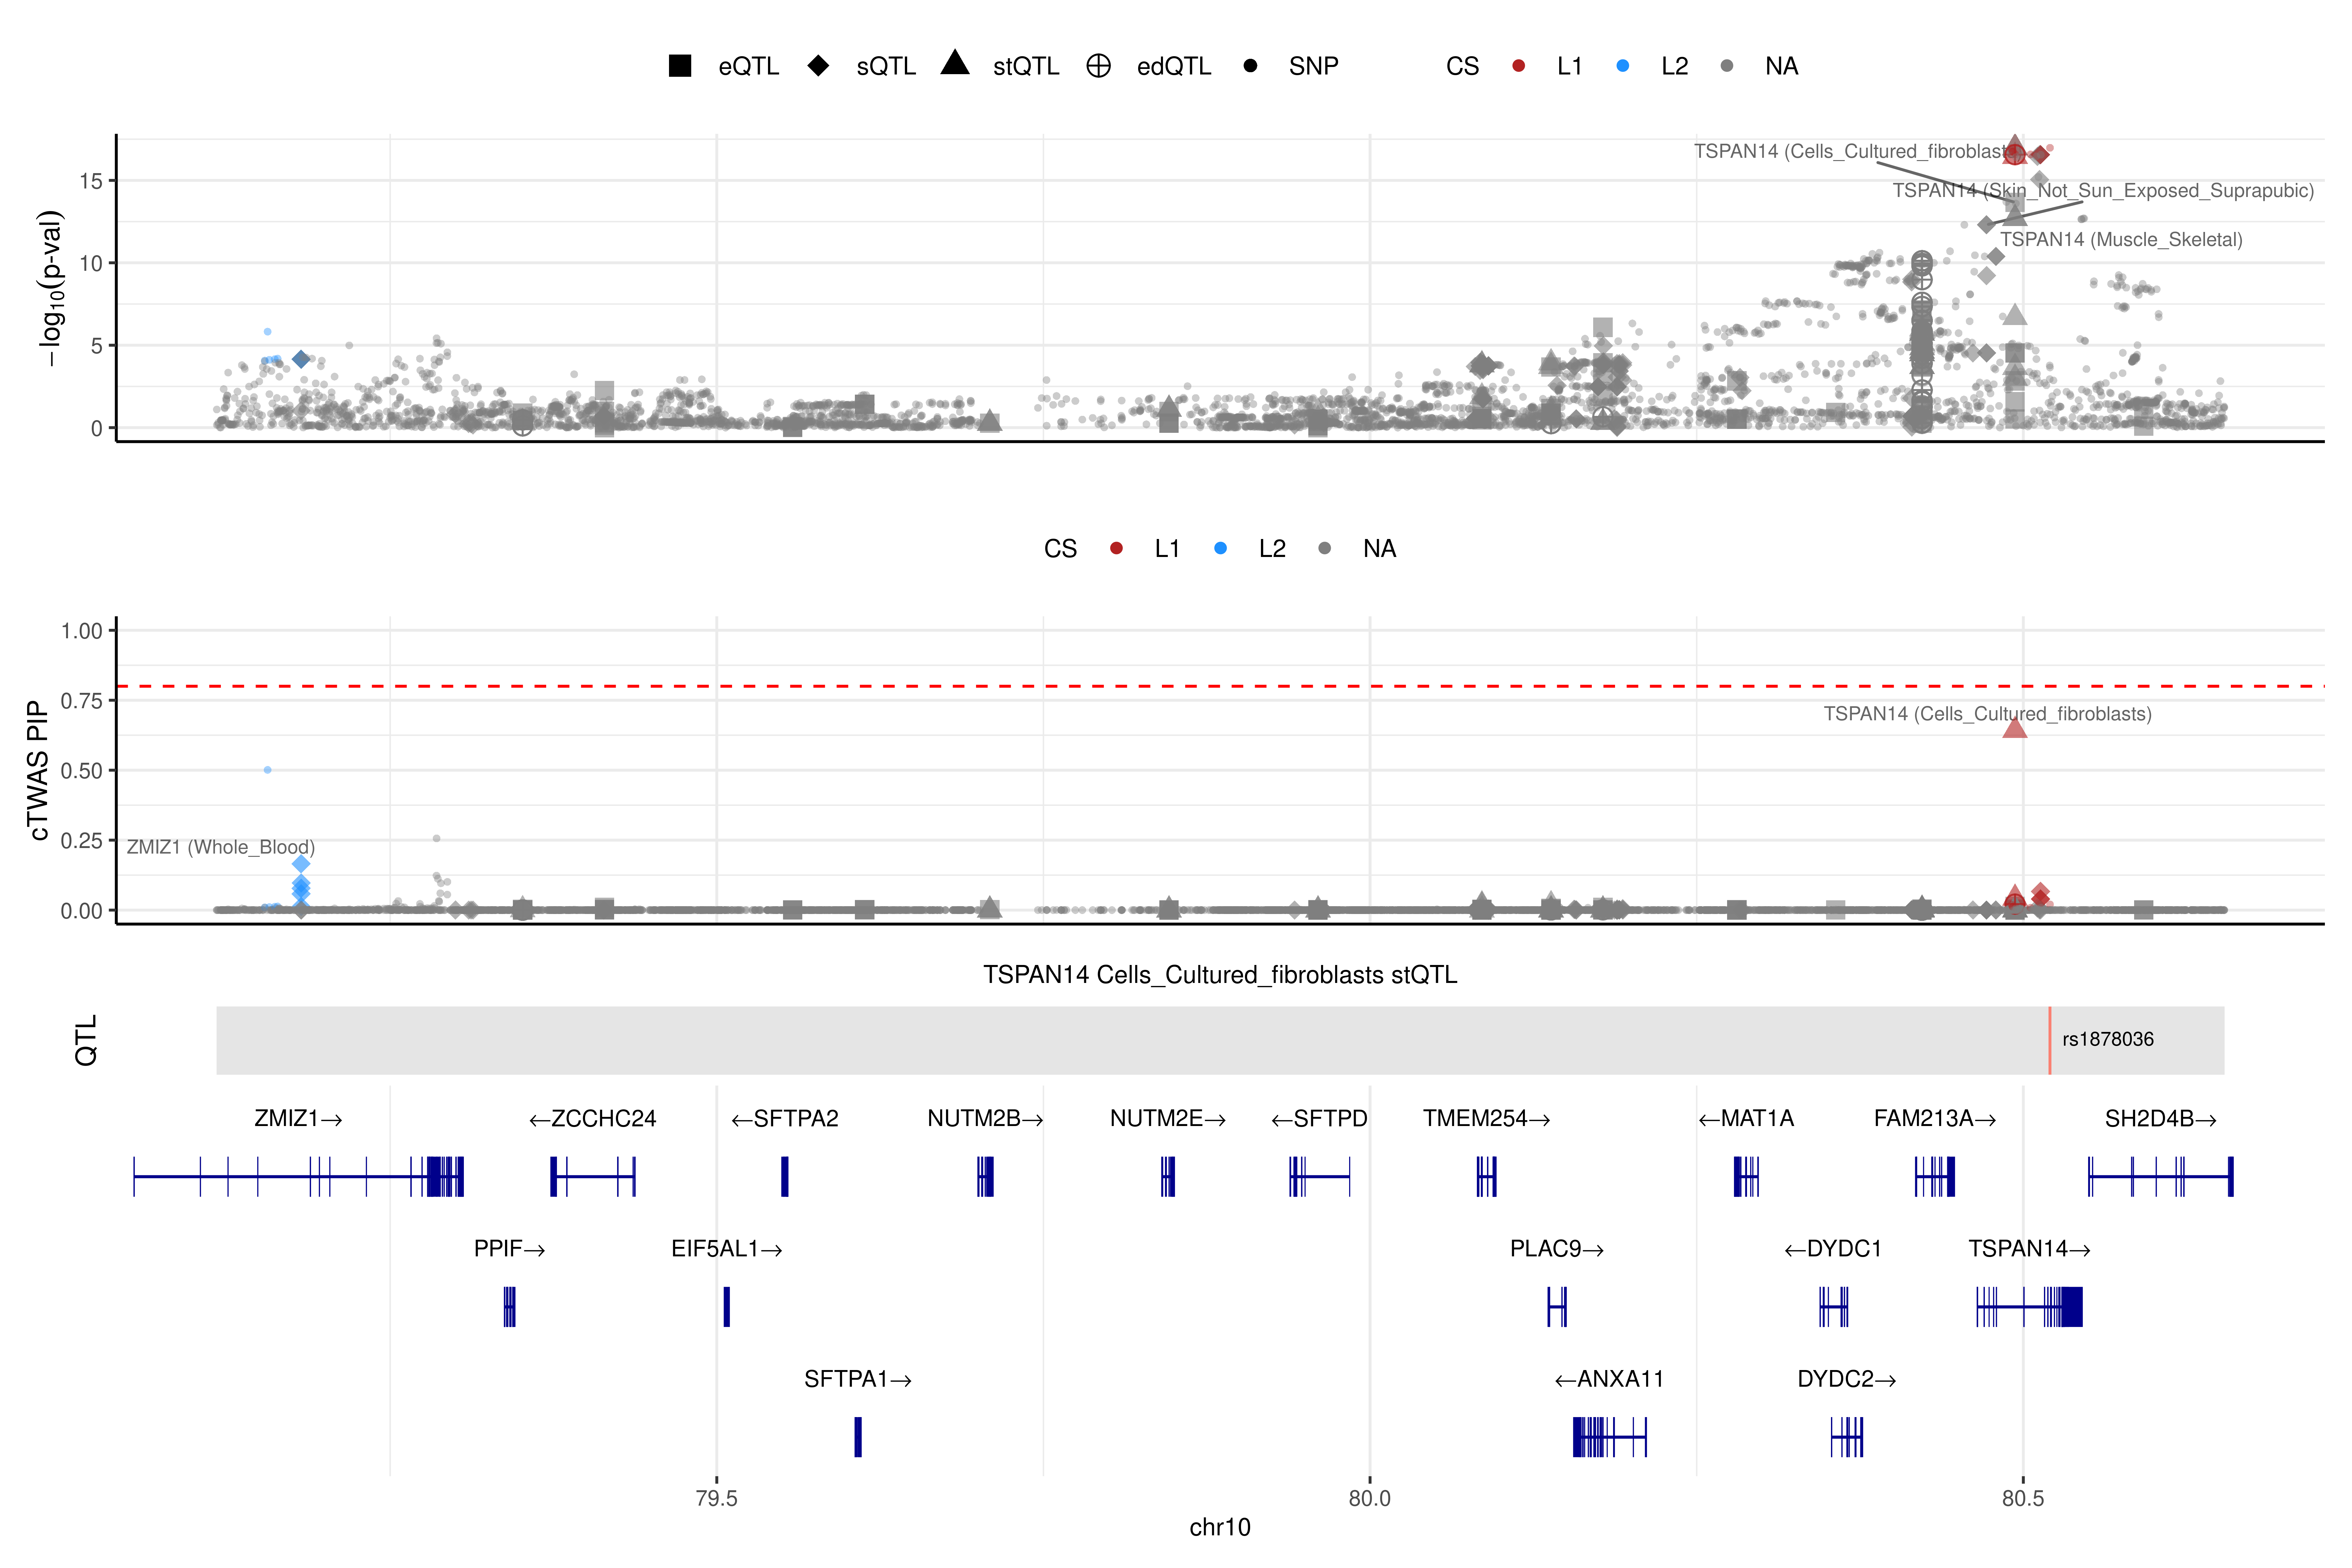 eQTL sQTL stQTL edQTL SNP CS L1 L2 NA
−log10(p-val)
15
10
5
0
TSPAN14 (Cells_Cultured_fibroblasts)
TSPAN14 (Skin_Not_Sun_Exposed_Suprapubic)
TSPAN14 (Muscle_Skeletal)
CS L1 L2 NA
cTWAS PIP
1.00
0.75
0.50
0.25
0.00
TSPAN14 (Cells_Cultured_fibroblasts)
ZMIZ1 (Whole_Blood)
TSPAN14 Cells_Cultured_fibroblasts stQTL
QTL
rs1878036
ZMIZ1→ ←ZCCHC24 ←SFTPA2 NUTM2B→ NUTM2E→ ←SFTPD TMEM254→ ←MAT1A FAM213A→ SH2D4B→
PPIF→ EIF5AL1→ PLAC9→ ←DYDC1 TSPAN14→
SFTPA1→ ←ANXA11 DYDC2→
79.5 80.0 80.5
chr10